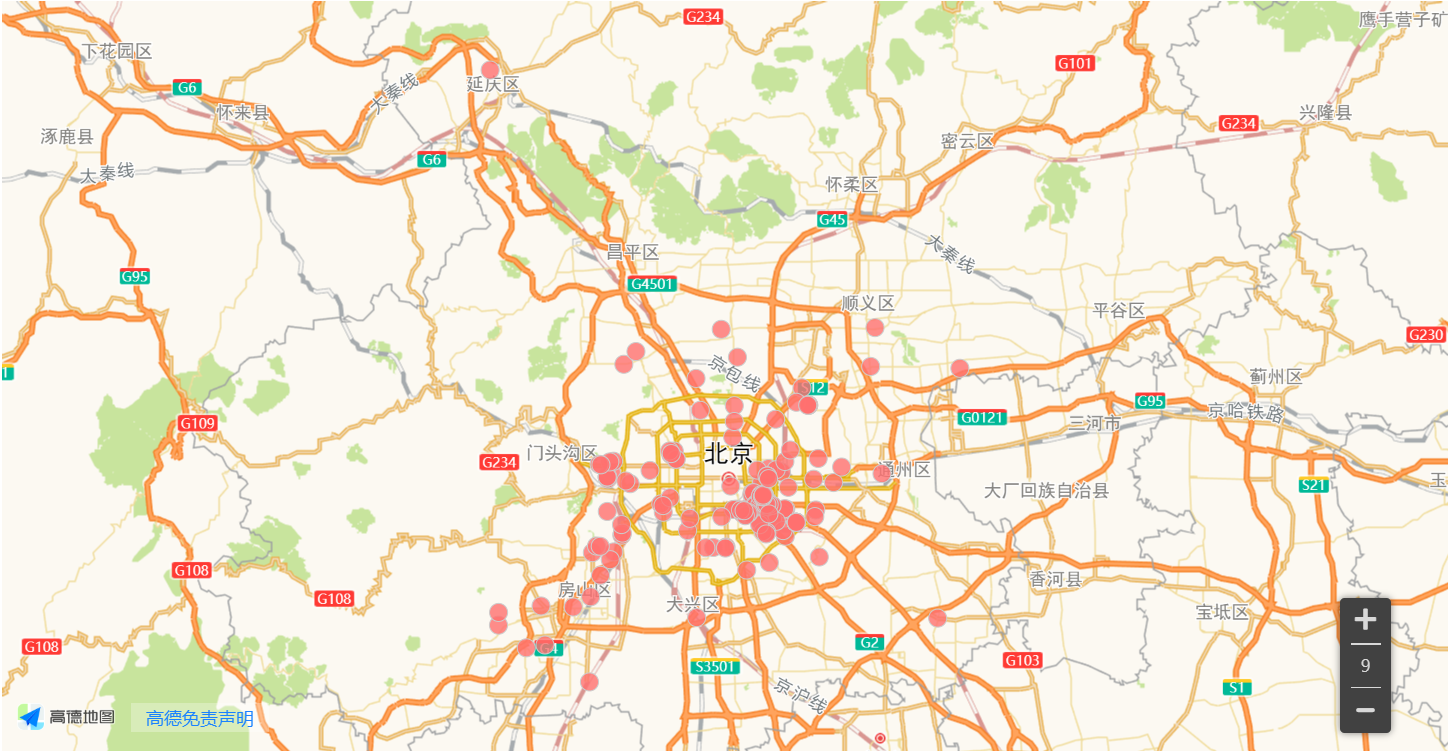 G234
鹰手营子矿
下花园区
G101
G6
大秦线
延庆区
怀来县
兴隆县
G234
涿鹿县
密云区
G6
大秦线
怀柔区
G45
大秦线
昌平区
G95
G4501
顺义区
平谷区
G230
1
京包线
蓟州区
S12
G95
京哈铁路
G0121
三河市
G109
北京
门头沟区
G234
通州区
玉
S21
大厂回族自治县
G108
香河县
房山区
G108
大兴区
宝坻区
G2
G108
G4
G103
S3501
9
京沪线
S1
高德地图
高德免责声明